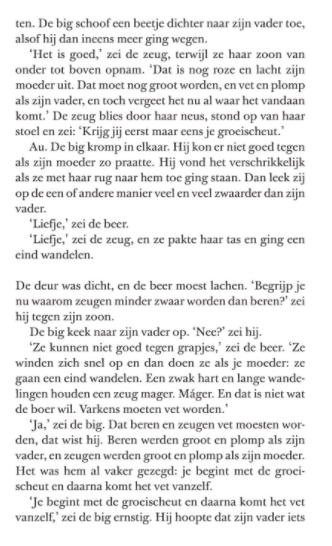 ten. De big schoof een beetje dichter naar zijn vader toe,
alsof hij dan ineens meer ging wegen.
‘Het is goed,’ zei de zeug, terwijl ze haar zoon van
onder tot boven opnam. ‘Dat is nog roze en lacht zijn
moeder uit. Dat moet nog groot worden, en vet en plomp
als zijn vader, en toch vergeet het nu al waar het vandaan
komt.’ De zeug blies door haar neus, stond op van haar
stoel en zei: ‘Krijg jij eerst maar eens je groeischeut.’
Au. De big kromp in elkaar. Hij kon er niet goed tegen
als zijn moeder zo praatte. Hij vond het verschrikkelijk
als ze met haar rug naar hem toe ging staan. Dan leek zij
op de een of andere manier veel en veel zwaarder dan zijn
vader.
‘Liefje,’ zei de beer.
‘Liefje,’ zei de zeug, en ze pakte haar tas en ging een
eind wandelen.
De deur was dicht, en de beer moest lachen. ‘Begrijp je
nu waarom zeugen minder zwaar worden dan beren?’ zei
hij tegen zijn zoon.
De big keek naar zijn vader op. ‘Nee?’ zei hij.
‘Ze kunnen niet goed tegen grapjes,’ zei de beer. ‘Ze
winden zich snel op en dan doen ze als je moeder: ze
gaan een eind wandelen. Een zwak hart en lange wande-
lingen houden een zeug mager. Máger. En dat is niet wat
de boer wil. Varkens moeten vet worden.’
‘Ja,’ zei de big. Dat beren en zeugen vet moesten wor-
den, dat wist hij. Beren werden groot en plomp als zijn
vader, en zeugen werden groot en plomp als zijn moeder.
Het was hem al vaker gezegd: je begint met de groei-
scheut en daarna komt het vet vanzelf.
‘Je begint met de groeischeut en daarna komt het vet
vanzelf,’ zei de big ernstig. Hij hoopte dat zijn vader iets